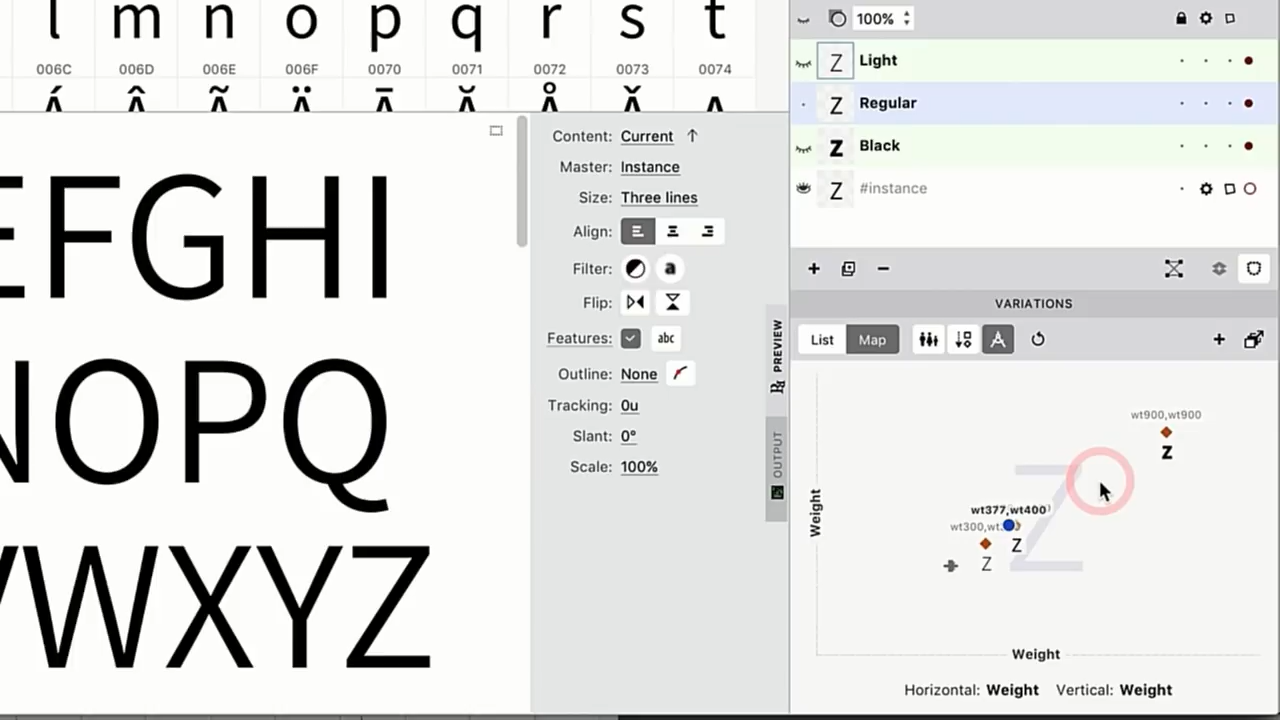 l m n o p q r s t
006C 006D 006E 006F 0070 0071 0072 0073 0074
EFGHI
NOPQ
VWXYZ
Content: Current
Master: Instance
Size: Three lines
Align:
Filter: a
Flip:
Features: abc
Outline: None
Tracking: 0u
Slant: 0°
Scale: 100%
PREVIEW
OUTPUT
100%
Z Light
Z Regular
Z Black
Z #instance
VARIATIONS
List Map
wt900,wt900
Z
Z
wt377,wt400
wt300,wt
Z
Z
Weight
Weight
Horizontal: Weight Vertical: Weight